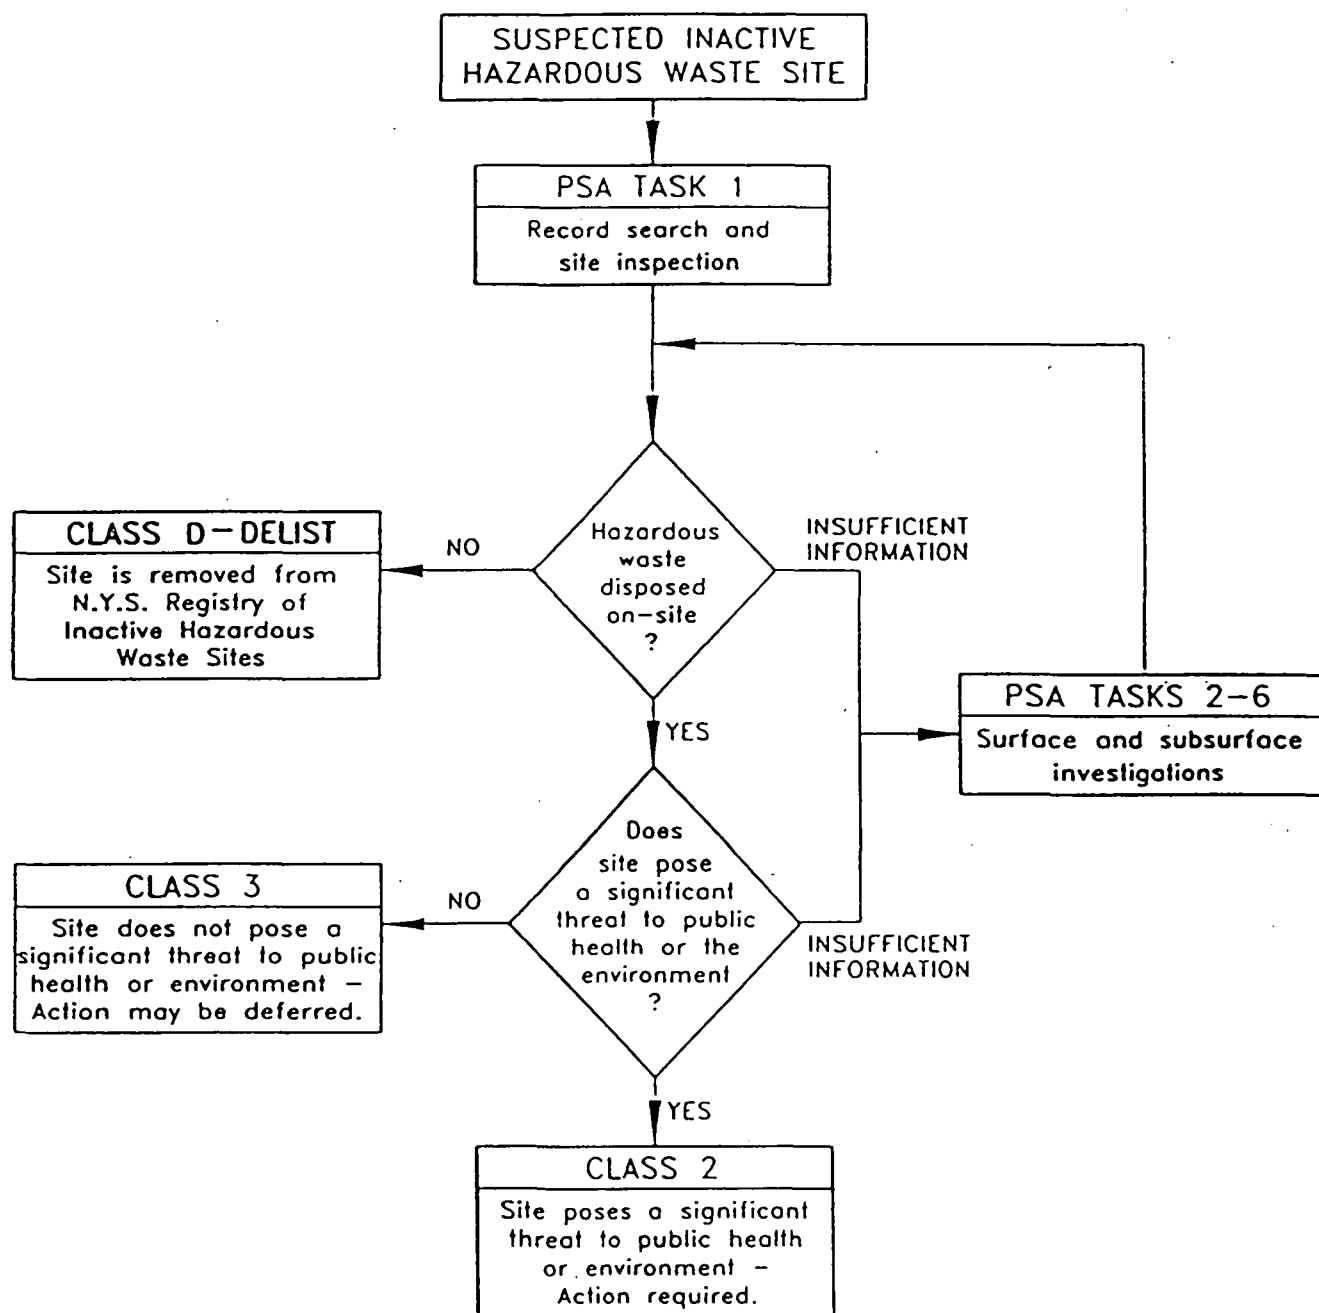 SUSPECTED INACTIVE
HAZARDOUS WASTE SITE
PSA TASK 1
Record search and
site inspection
Hazardous
waste
disposed
on-site
?
NO
CLASS D-DELIST
Site is removed from
N.Y.S. Registry of
Inactive Hazardous
Waste Sites
INSUFFICIENT
INFORMATION
PSA TASKS 2-6
Surface and subsurface
investigations
YES
Does
site pose
a significant
threat to public
health or the
environment
?
NO
CLASS 3
Site does not pose a
significant threat to public
health or environment –
Action may be deferred.
INSUFFICIENT
INFORMATION
YES
CLASS 2
Site poses a significant
threat to public health
or environment –
Action required.